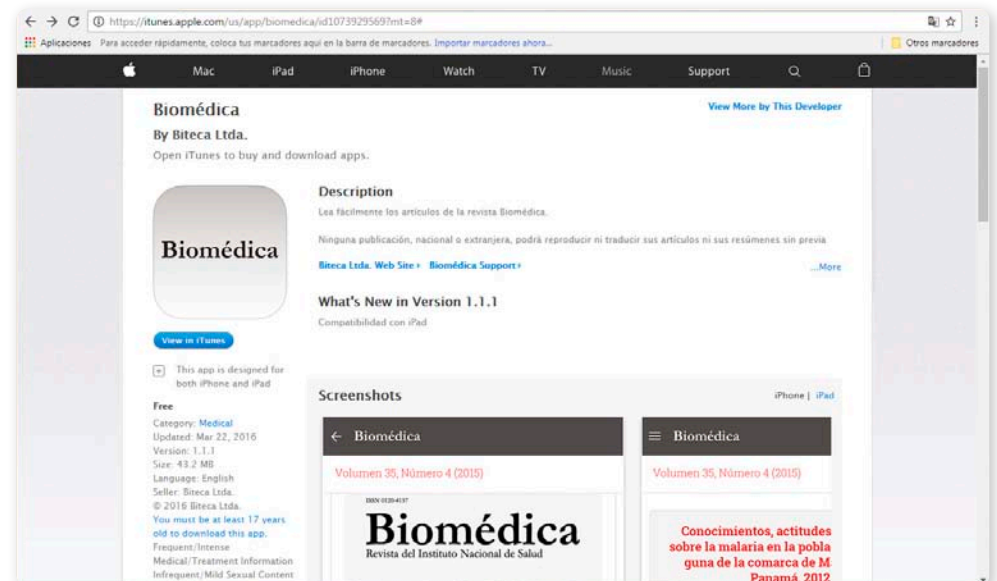 https://itunes.apple.com/us/app/biomedica/id1073929569?mt=8#
Aplicaciones Para acceder rápidamente, coloca tus marcadores aquí en la barra de marcadores. Importar marcadores ahora... Otros marcadores
Mac iPad iPhone Watch TV Music Support
Biomédica
View More by This Developer
By Biteca Ltda.
Open iTunes to buy and download apps.
Biomédica
View in iTunes
This app is designed for
both iPhone and iPad
Free
Category: Medical
Updated: Mar 22, 2016
Version: 1.1.1
Size: 43.2 MB
Language: English
Seller: Biteca Ltda.
© 2016 Biteca Ltda.
You must be at least 17 years
old to download this app.
Frequent/Intense
Medical/Treatment Information
Infrequent/Mild Sexual Content
Description
Lea fácilmente los artículos de la revista Biomédica.
Ninguna publicación, nacional o extranjera, podrá reproducir ni traducir sus artículos ni sus resúmenes sin previa
Biteca Ltda. Web Site Biomédica Support
...More
What's New in Version 1.1.1
Compatibilidad con iPad
Screenshots
iPhone | iPad
Biomédica
Volumen 35, Número 4 (2015)
ISSN 0120-4157
Biomédica
Revista del Instituto Nacional de Salud
Biomédica
Volumen 35, Número 4 (2015)
Conocimientos, actitudes
sobre la malaria en la pobla
guna de la comarca de M
Panamá, 2012